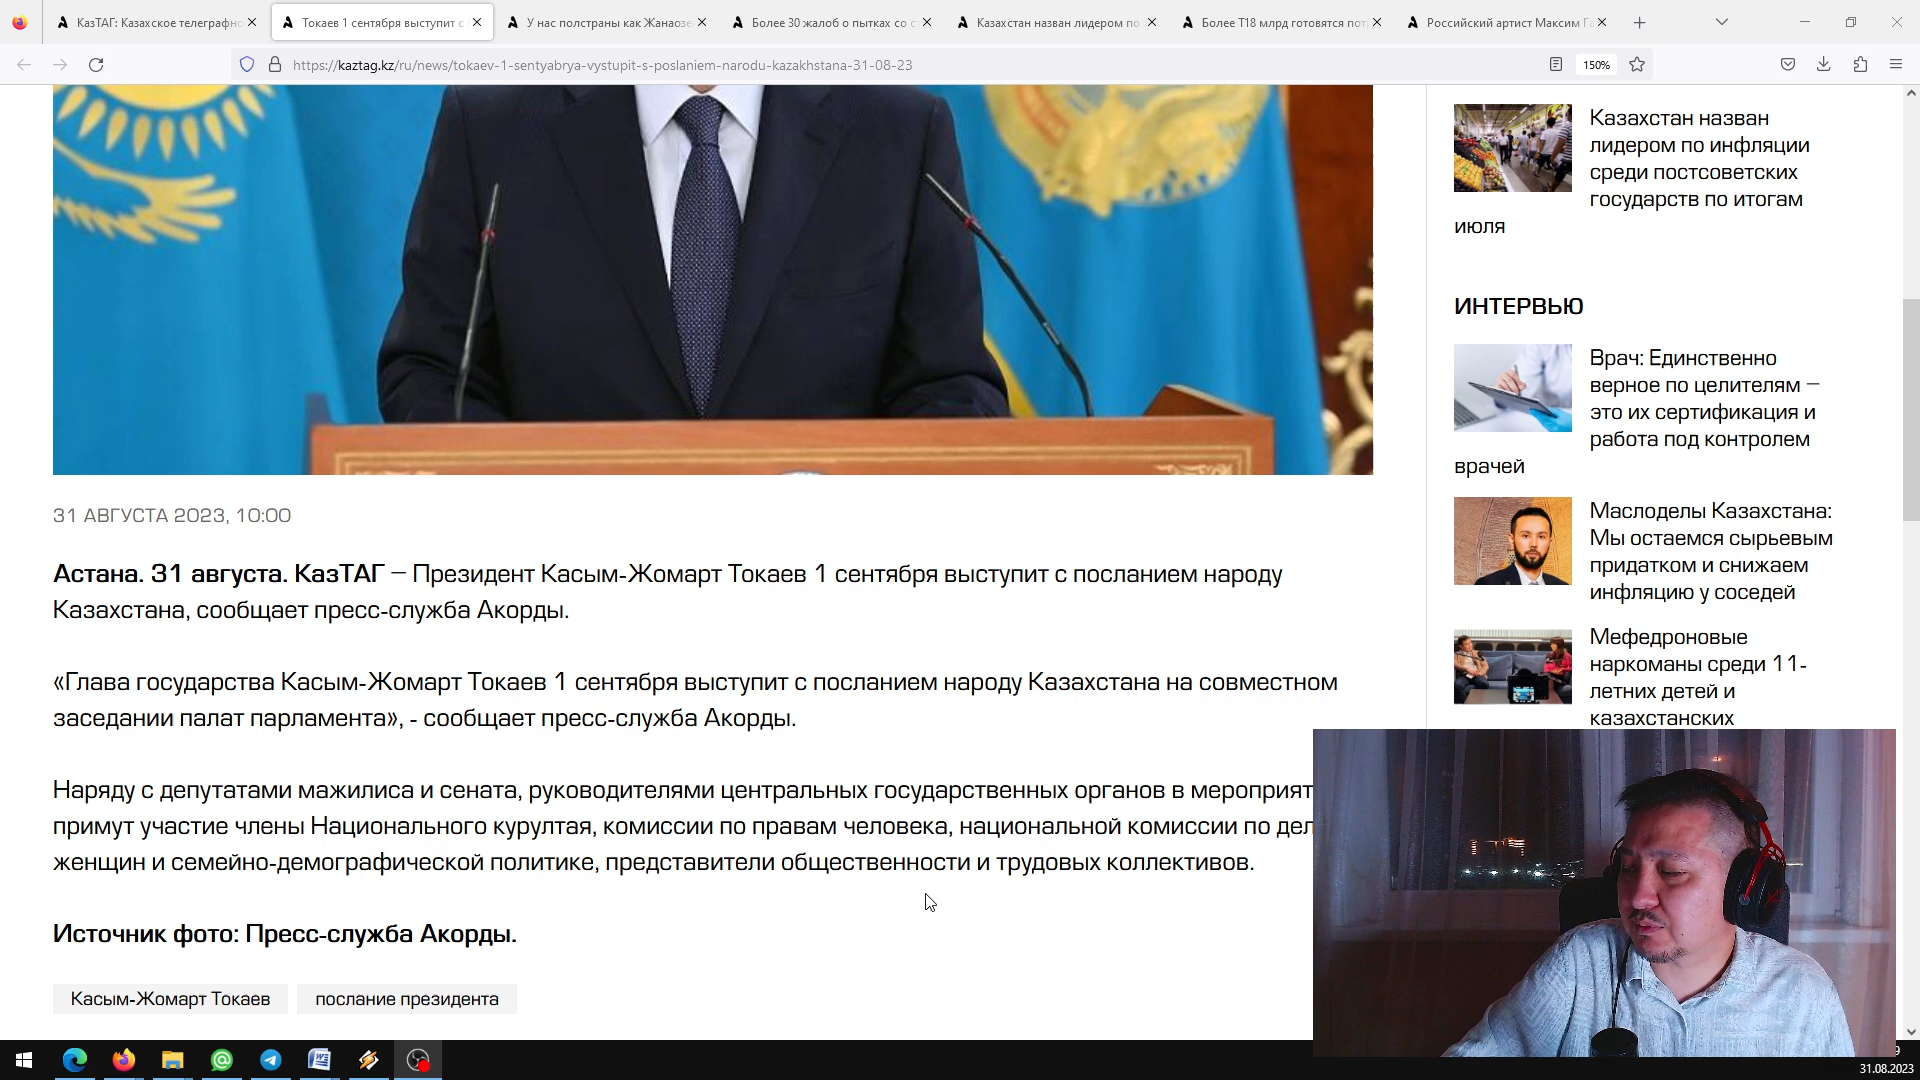 КазТАГ: Казахское телеграфно
Токаев 1 сентября выступит с
У нас полстраны как Жанаозе
Более 30 жалоб о пытках со с
Казахстан назван лидером по
Более Т18 млрд готовятся пот
Российский артист Максим Га
https://kaztag.kz/ru/news/tokaev-1-sentyabrya-vystupit-s-poslaniem-narodu-kazakhstana-31-08-23
150%
31 АВГУСТА 2023, 10:00
Астана. 31 августа. КазТАГ – Президент Касым-Жомарт Токаев 1 сентября выступит с посланием народу
Казахстана, сообщает пресс-служба Акорды.
«Глава государства Касым-Жомарт Токаев 1 сентября выступит с посланием народу Казахстана на совместном
заседании палат парламента», - сообщает пресс-служба Акорды.
Наряду с депутатами мажилиса и сената, руководителями центральных государственных органов в мероприят
примут участие члены Национального курултая, комиссии по правам человека, национальной комиссии по дел
женщин и семейно-демографической политике, представители общественности и трудовых коллективов.
Источник фото: Пресс-служба Акорды.
Касым-Жомарт Токаев
послание президента
Казахстан назван
лидером по инфляции
среди постсоветских
государств по итогам
июля
ИНТЕРВЬЮ
Врач: Единственно
верное по целителям –
это их сертификация и
работа под контролем
врачей
Маслоделы Казахстана:
Мы остаемся сырьевым
придатком и снижаем
инфляцию у соседей
Мефедроновые
наркоманы среди 11-
летних детей и
казахстанских
9
31.08.2023